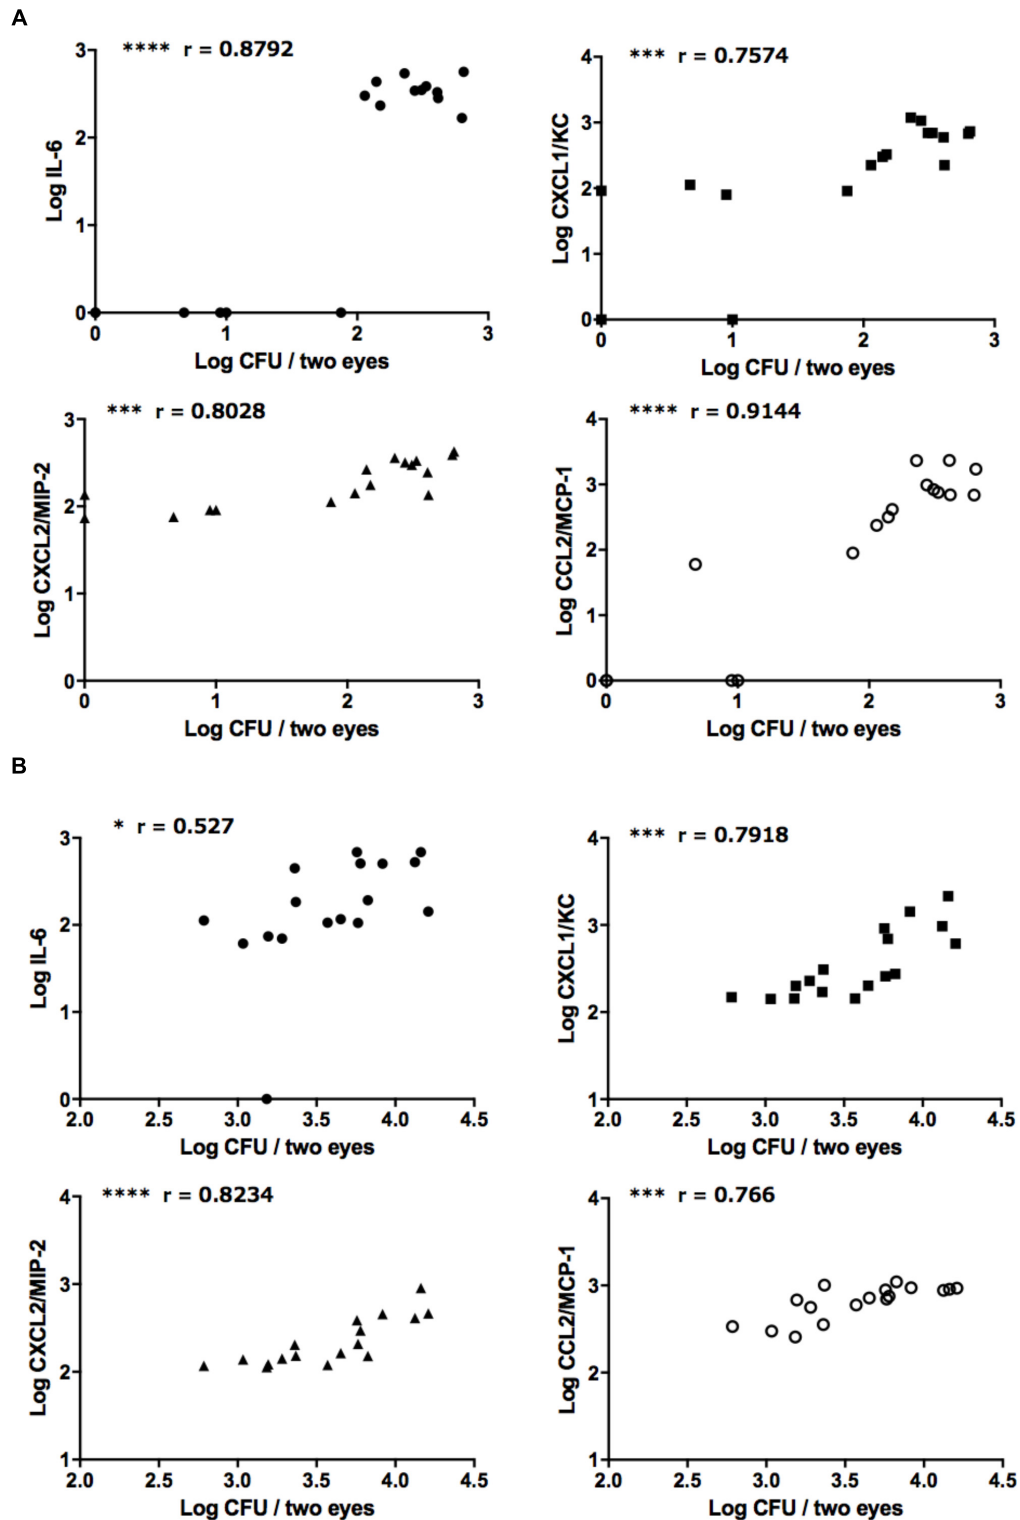 A
**** r = 0.8792
3
2
1
0
Log IL-6
0 1 2 3
Log CFU / two eyes
*** r = 0.7574
4
3
2
1
0
Log CXCL1/KC
0 1 2 3
Log CFU / two eyes
*** r = 0.8028
3
2
1
0
Log CXCL2/MIP-2
0 1 2 3
Log CFU / two eyes
**** r = 0.9144
4
3
2
1
0
Log CCL2/MCP-1
0 1 2 3
Log CFU / two eyes
B
* r = 0.527
3
2
1
0
Log IL-6
2.0 2.5 3.0 3.5 4.0 4.5
Log CFU / two eyes
*** r = 0.7918
4
3
2
1
Log CXCL1/KC
2.0 2.5 3.0 3.5 4.0 4.5
Log CFU / two eyes
**** r = 0.8234
4
3
2
1
Log CXCL2/MIP-2
2.0 2.5 3.0 3.5 4.0 4.5
Log CFU / two eyes
*** r = 0.766
4
3
2
1
Log CCL2/MCP-1
2.0 2.5 3.0 3.5 4.0 4.5
Log CFU / two eyes